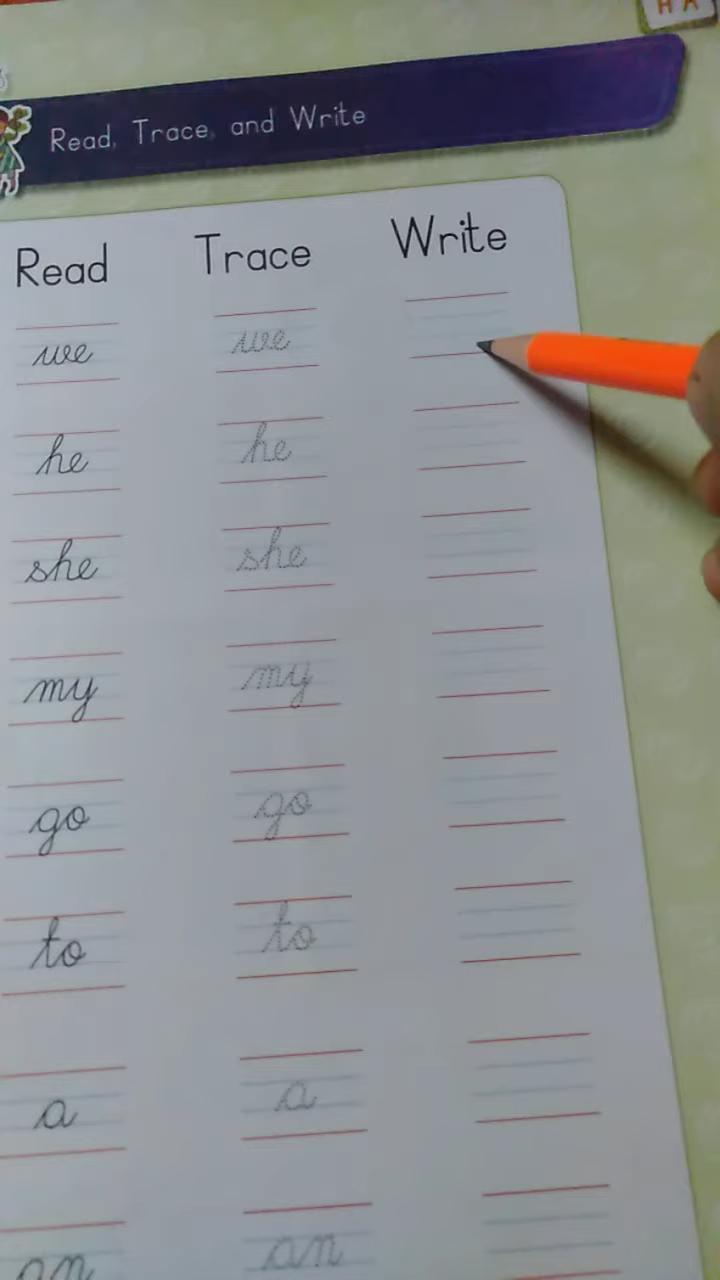 H A
Read, Trace, and Write
Read Trace Write
we we
he he
she she
my my
go go
to to
a a
an an